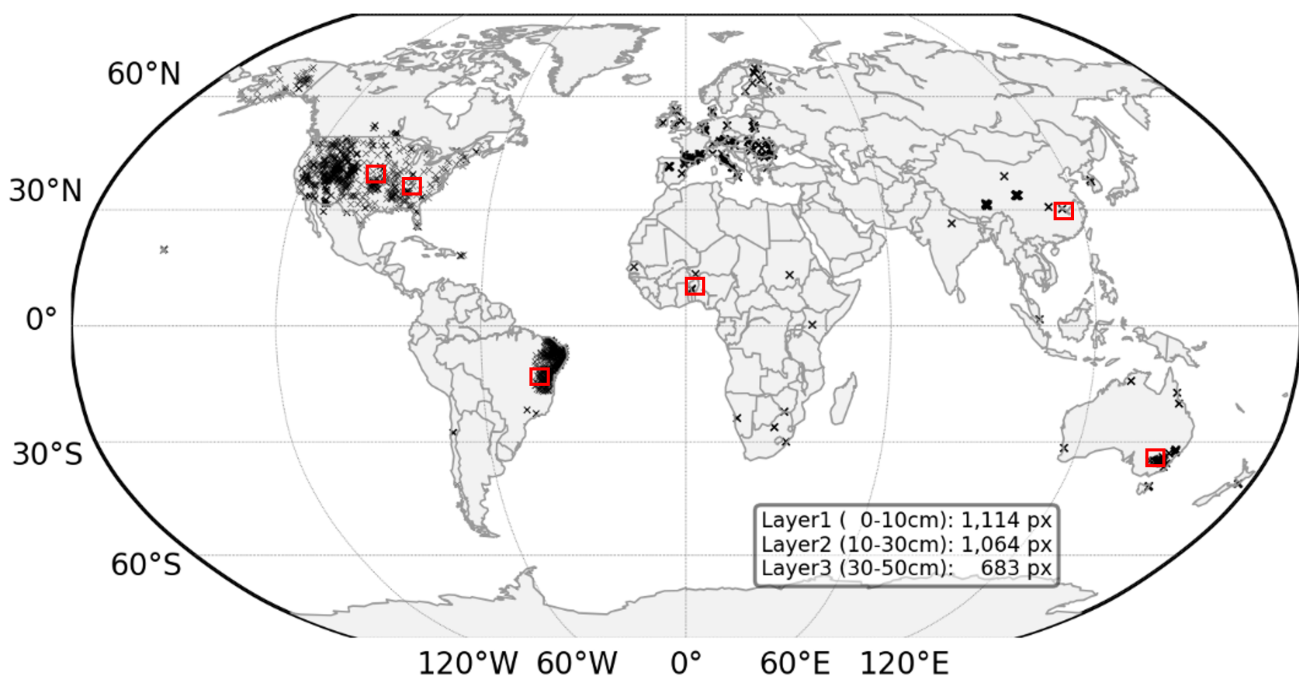 60°N
30°N
0°
30°S
60°S
Layer1 (  0-10cm): 1,114 px
Layer2 (10-30cm): 1,064 px
Layer3 (30-50cm):   683 px
120°W 60°W 0° 60°E 120°E